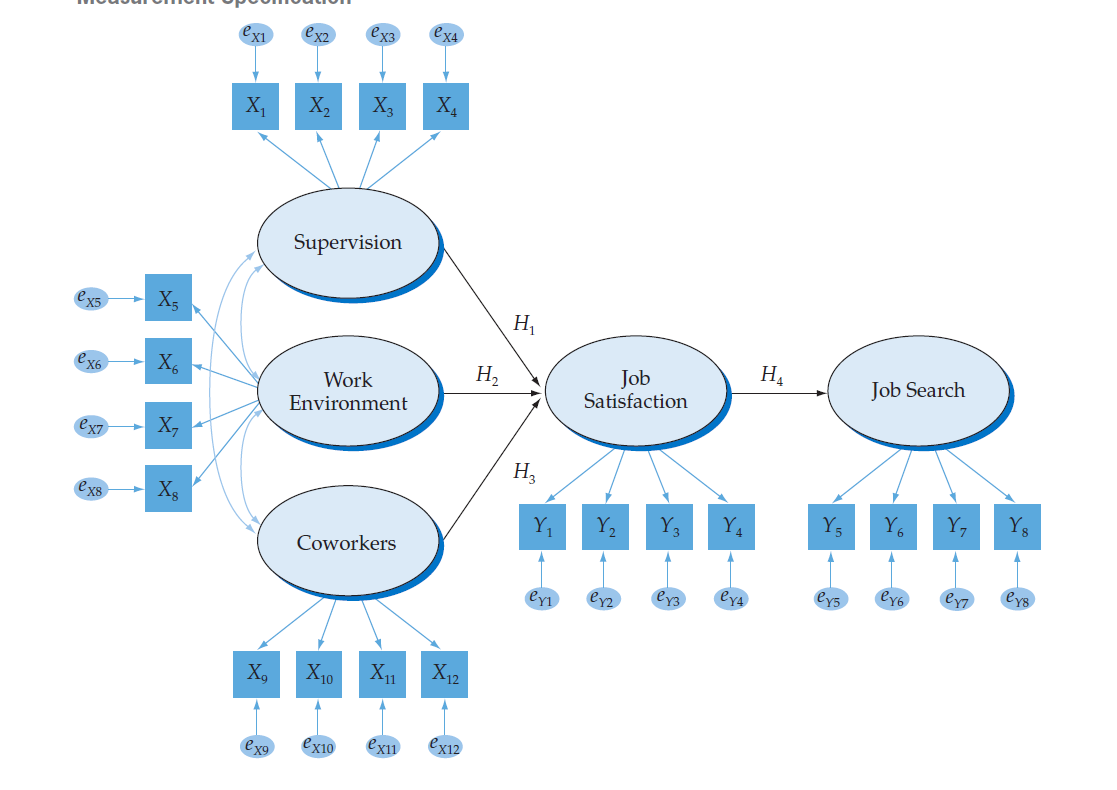 Measurement Specification
eX1 eX2 eX3 eX4
X1 X2 X3 X4
Supervision
eX5 X5
eX6 X6
eX7 X7
eX8 X8
H1
Work
Environment
H2
Job
Satisfaction
H4
Job Search
H3
Coworkers
Y1 Y2 Y3 Y4 Y5 Y6 Y7 Y8
eY1 eY2 eY3 eY4 eY5 eY6 eY7 eY8
X9 X10 X11 X12
eX9 eX10 eX11 eX12